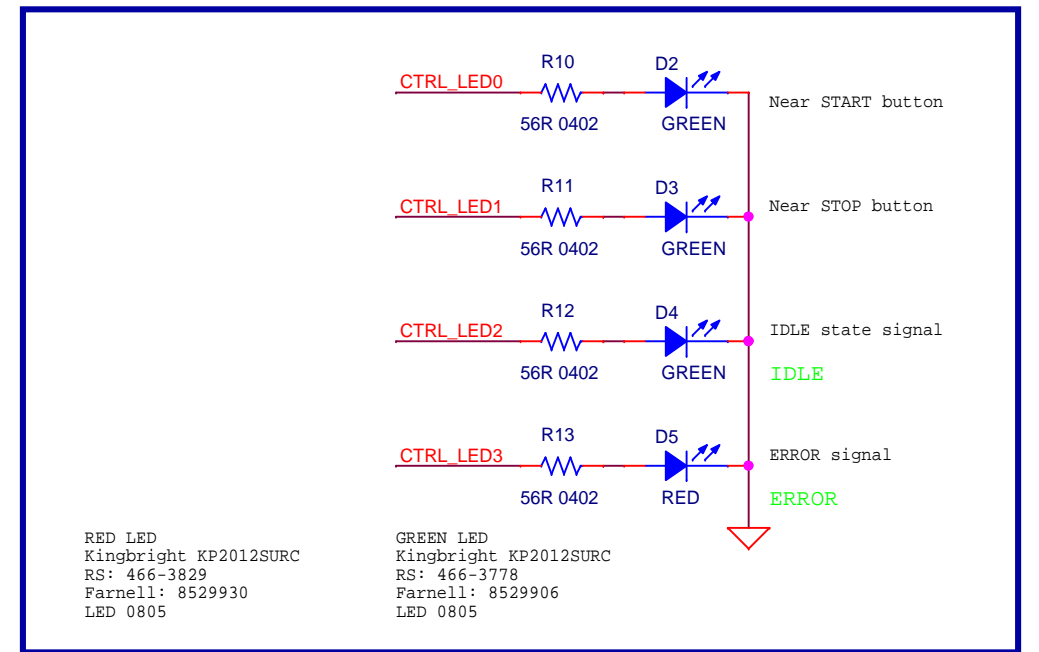 R10
D2
CTRL_LED0
Near START button
56R 0402
GREEN
R11
D3
CTRL_LED1
Near STOP button
56R 0402
GREEN
R12
D4
CTRL_LED2
IDLE state signal
56R 0402
GREEN
IDLE
R13
D5
CTRL_LED3
ERROR signal
56R 0402
RED
ERROR
RED LED
Kingbright KP2012SURC
RS: 466-3829
Farnell: 8529930
LED 0805
GREEN LED
Kingbright KP2012SURC
RS: 466-3778
Farnell: 8529906
LED 0805